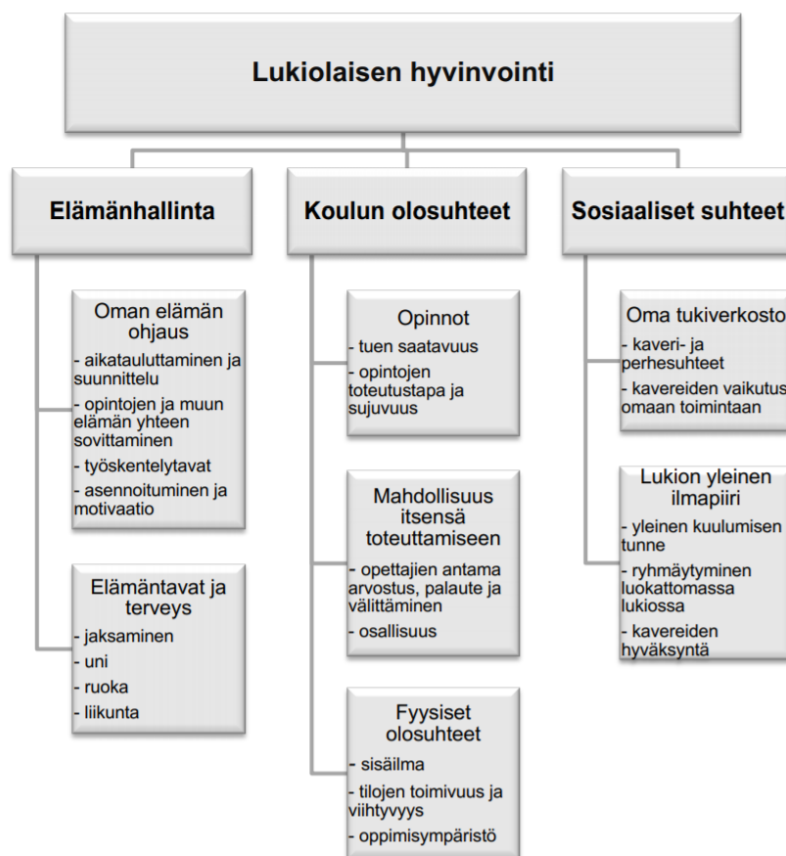 Lukiolaisen hyvinvointi
Elämänhallinta
Oman elämän
ohjaus
- aikatauluttaminen ja
suunnittelu
- opintojen ja muun
elämän yhteen
sovittaminen
- työskentelytavat
- asennoituminen ja
motivaatio
Elämäntavat ja
terveys
- jaksaminen
- uni
- ruoka
- liikunta
Koulun olosuhteet
Opinnot
- tuen saatavuus
- opintojen
toteutustapa ja
sujuvuus
Mahdollisuus
itsensä
toteuttamiseen
- opettajien antama
arvostus, palaute ja
välittäminen
- osallisuus
Fyysiset
olosuhteet
- sisäilma
- tilojen toimivuus ja
viihtyvyys
- oppimisympäristö
Sosiaaliset suhteet
Oma tukiverkosto
- kaveri- ja
perhesuhteet
- kavereiden vaikutus
omaan toimintaan
Lukion yleinen
ilmapiiri
- yleinen kuulumisen
tunne
- ryhmäytyminen
luokattomassa
lukiossa
- kavereiden
hyväksyntä